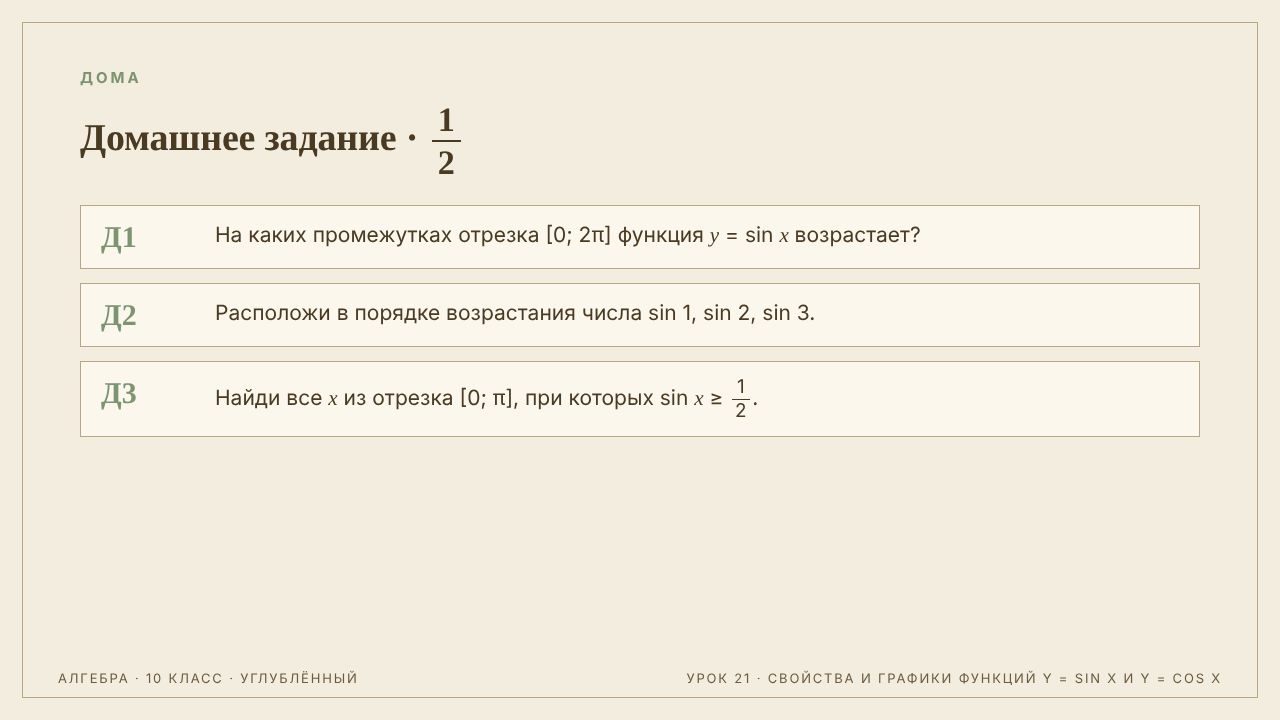 ДОМА
Домашнее задание · 1/2
Д1 На каких промежутках отрезка [0; 2π] функция y = sin x возрастает?
Д2 Расположи в порядке возрастания числа sin 1, sin 2, sin 3.
Д3 Найди все x из отрезка [0; π], при которых sin x ≥ 1/2.
АЛГЕБРА · 10 КЛАСС · УГЛУБЛЁННЫЙ
УРОК 21 · СВОЙСТВА И ГРАФИКИ ФУНКЦИЙ Y = SIN X И Y = COS X